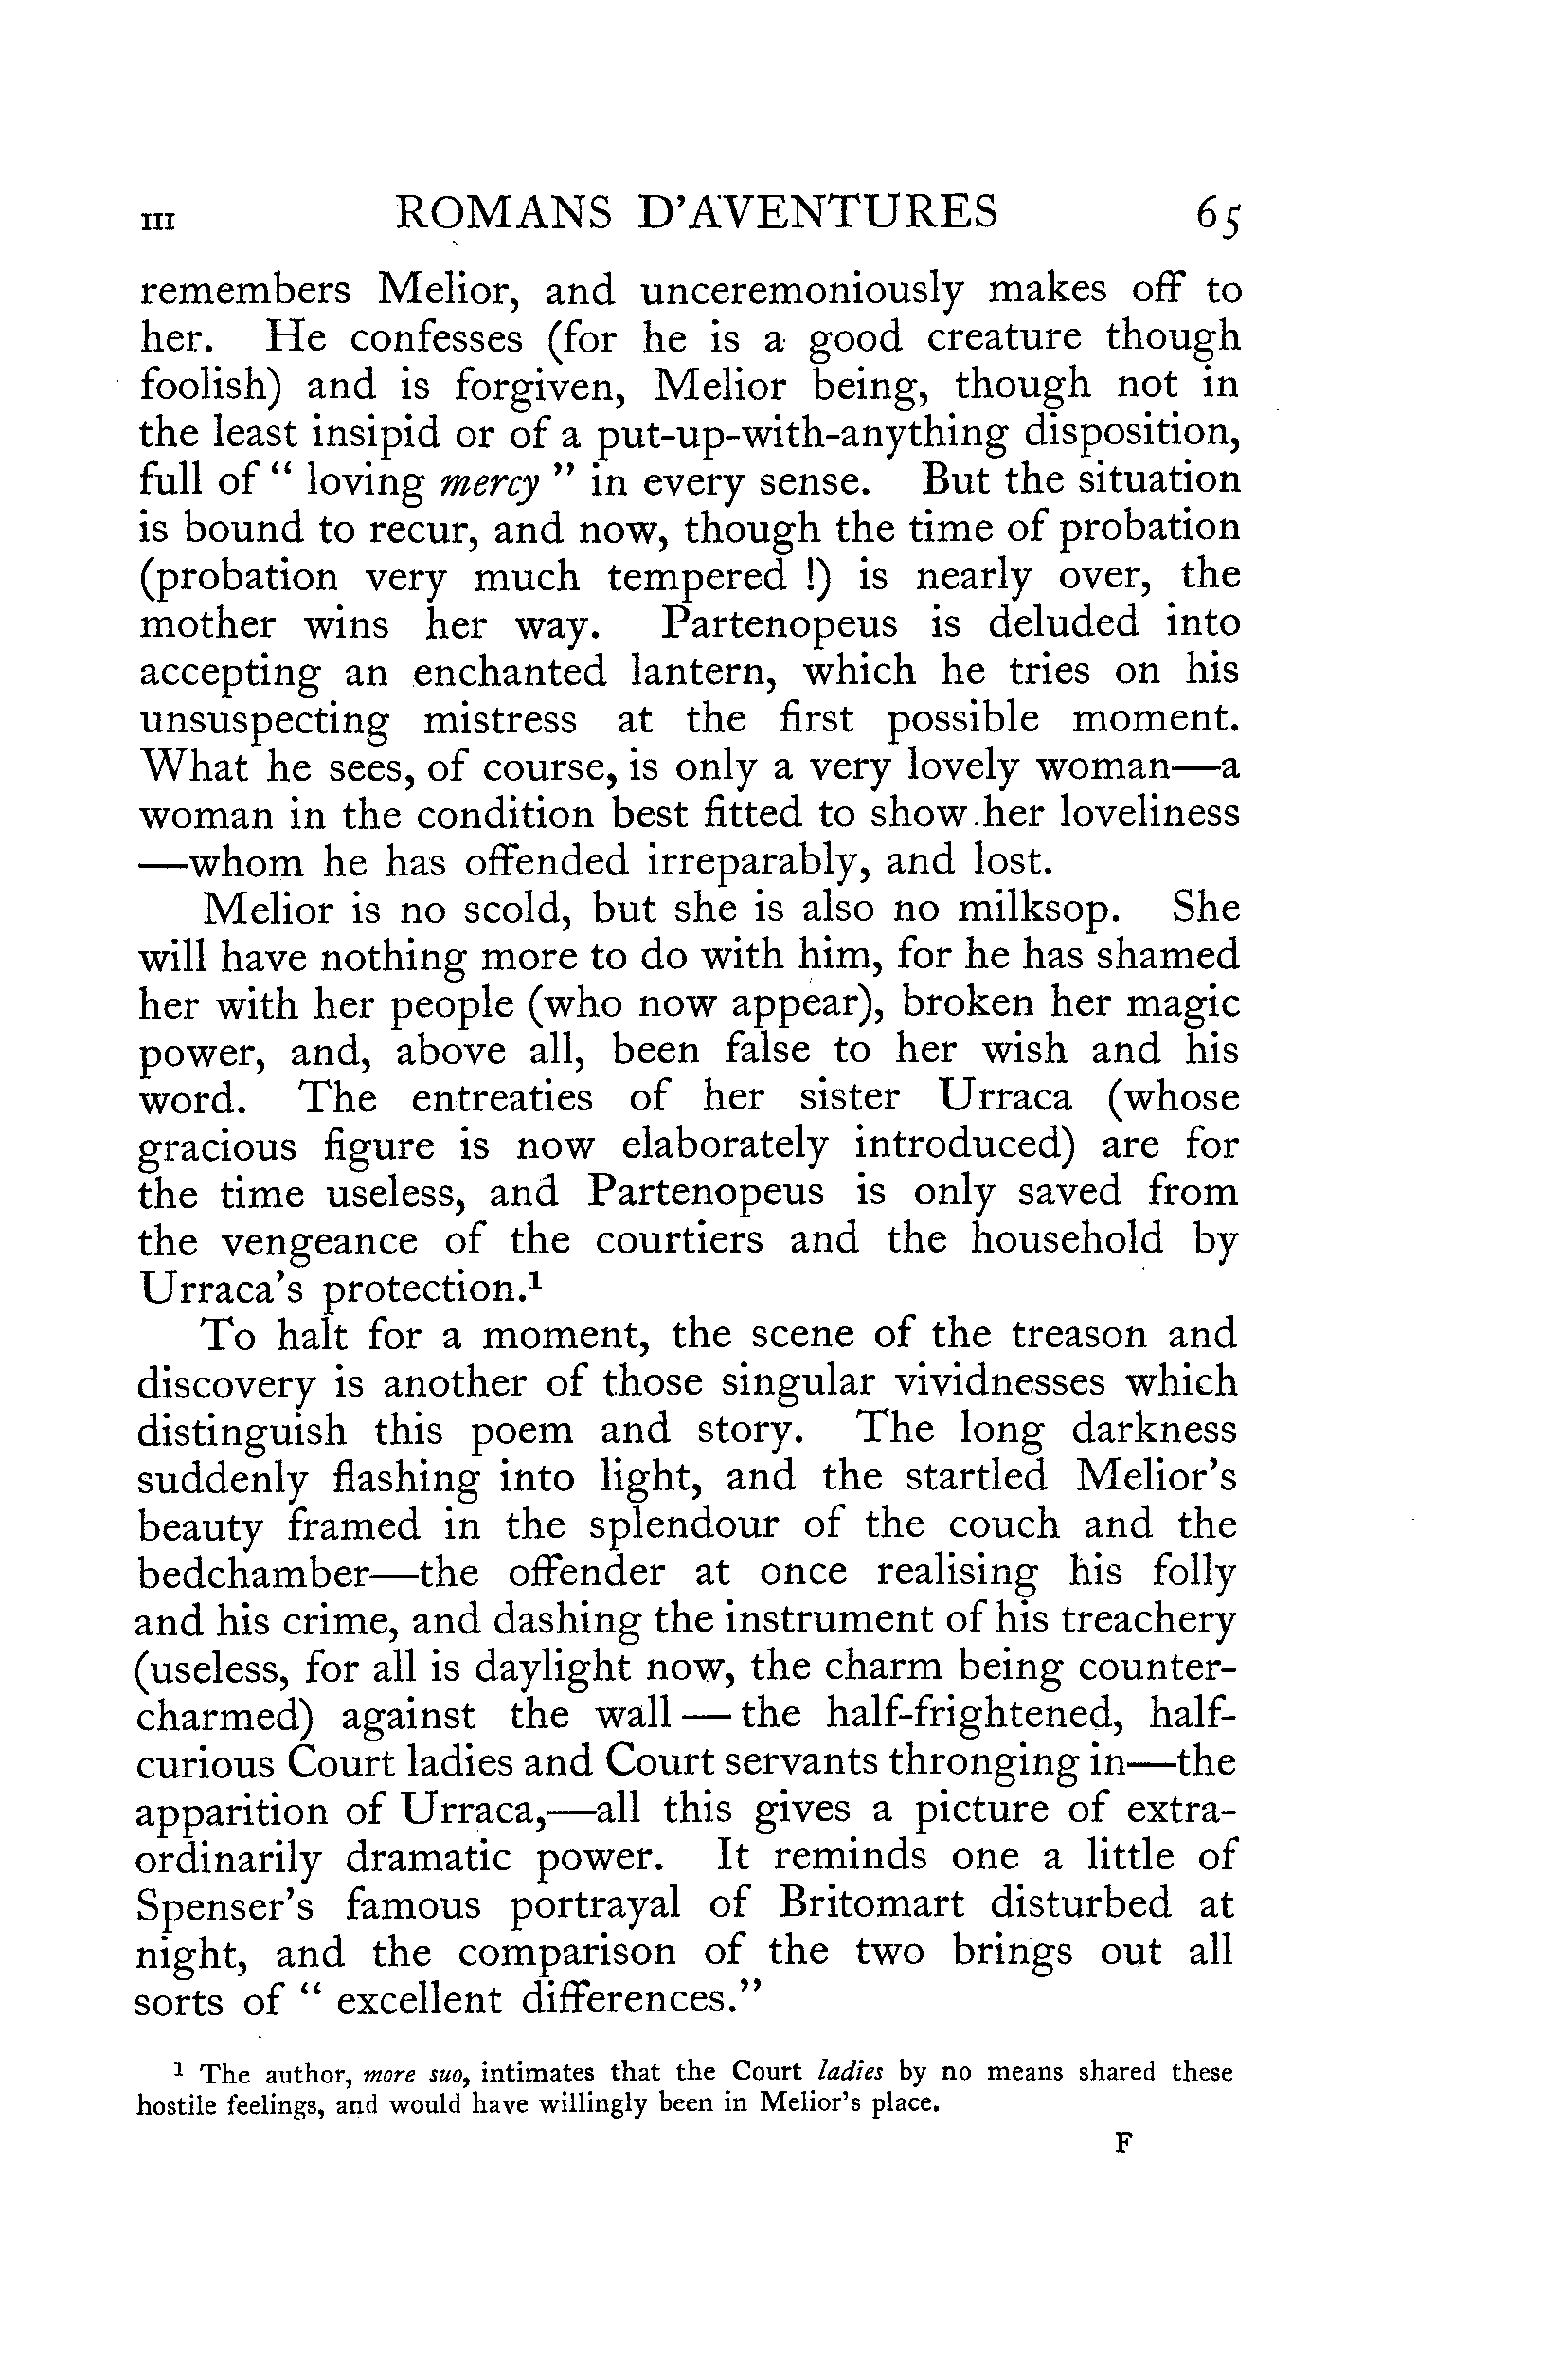 III ROMANS D'AVENTURES 65
remembers Melior, and unceremoniously makes off to
her. He confesses (for he is a good creature though
foolish) and is forgiven, Melior being, though not in
the least insipid or of a put-up-with-anything disposition,
full of “ loving mercy ” in every sense. But the situation
is bound to recur, and now, though the time of probation
(probation very much tempered !) is nearly over, the
mother wins her way. Partenopeus is deluded into
accepting an enchanted lantern, which he tries on his
unsuspecting mistress at the first possible moment.
What he sees, of course, is only a very lovely woman—a
woman in the condition best fitted to show her loveliness
—whom he has offended irreparably, and lost.
Melior is no scold, but she is also no milksop. She
will have nothing more to do with him, for he has shamed
her with her people (who now appear), broken her magic
power, and, above all, been false to her wish and his
word. The entreaties of her sister Urraca (whose
gracious figure is now elaborately introduced) are for
the time useless, and Partenopeus is only saved from
the vengeance of the courtiers and the household by
Urraca's protection.¹
To halt for a moment, the scene of the treason and
discovery is another of those singular vividnesses which
distinguish this poem and story. The long darkness
suddenly flashing into light, and the startled Melior's
beauty framed in the splendour of the couch and the
bedchamber—the offender at once realising his folly
and his crime, and dashing the instrument of his treachery
(useless, for all is daylight now, the charm being counter-
charmed) against the wall — the half-frightened, half-
curious Court ladies and Court servants thronging in—the
apparition of Urraca,—all this gives a picture of extra-
ordinarily dramatic power. It reminds one a little of
Spenser's famous portrayal of Britomart disturbed at
night, and the comparison of the two brings out all
sorts of “ excellent differences.”
¹ The author, more suo, intimates that the Court ladies by no means shared these
hostile feelings, and would have willingly been in Melior's place.
F